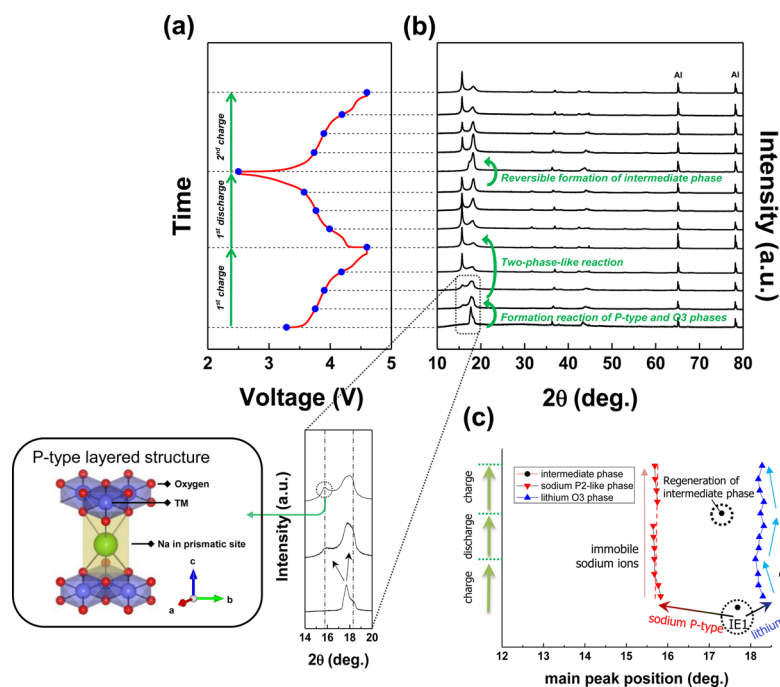 (a)
(b)
Time
2nd charge
1st discharge
1st charge
2
3
4
5
Voltage (V)
Al
Al
Reversible formation of intermediate phase
Two-phase-like reaction
Formation reaction of P-type and O3 phases
10
20
30
40
50
60
70
80
2θ (deg.)
Intensity (a.u.)
P-type layered structure
Oxygen
TM
Na in prismatic site
c
b
a
Intensity (a.u.)
14
16
18
20
2θ (deg.)
(c)
charge
discharge
charge
intermediate phase
sodium P2-like phase
lithium O3 phase
Regeneration of
intermediate phase
immobile
sodium ions
IE1
sodium P-type
lithium
12
13
14
15
16
17
18
main peak position (deg.)